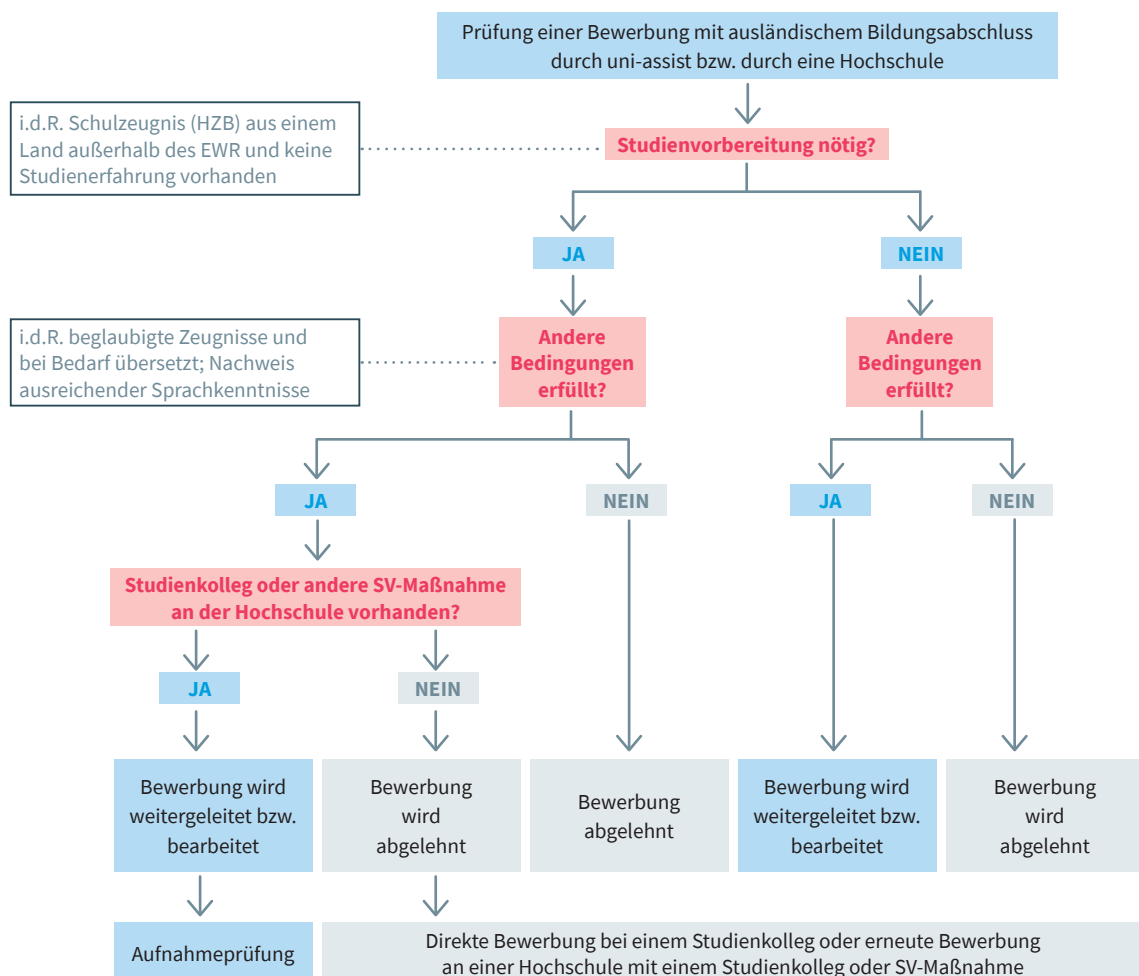 Prüfung einer Bewerbung mit ausländischem Bildungsabschluss
durch uni-assist bzw. durch eine Hochschule
i.d.R. Schulzeugnis (HZB) aus einem
Land außerhalb des EWR und keine
Studienerfahrung vorhanden
Studienvorbereitung nötig?
JA
NEIN
i.d.R. beglaubigte Zeugnisse und
bei Bedarf übersetzt; Nachweis
ausreichender Sprachkenntnisse
Andere
Bedingungen
erfüllt?
Andere
Bedingungen
erfüllt?
JA
NEIN
JA
NEIN
Studienkolleg oder andere SV-Maßnahme
an der Hochschule vorhanden?
JA
NEIN
Bewerbung wird
weitergeleitet bzw.
bearbeitet
Bewerbung
wird
abgelehnt
Bewerbung
abgelehnt
Bewerbung wird
weitergeleitet bzw.
bearbeitet
Bewerbung
wird
abgelehnt
Aufnahmeprüfung
Direkte Bewerbung bei einem Studienkolleg oder erneute Bewerbung
an einer Hochschule mit einem Studienkolleg oder SV-Maßnahme